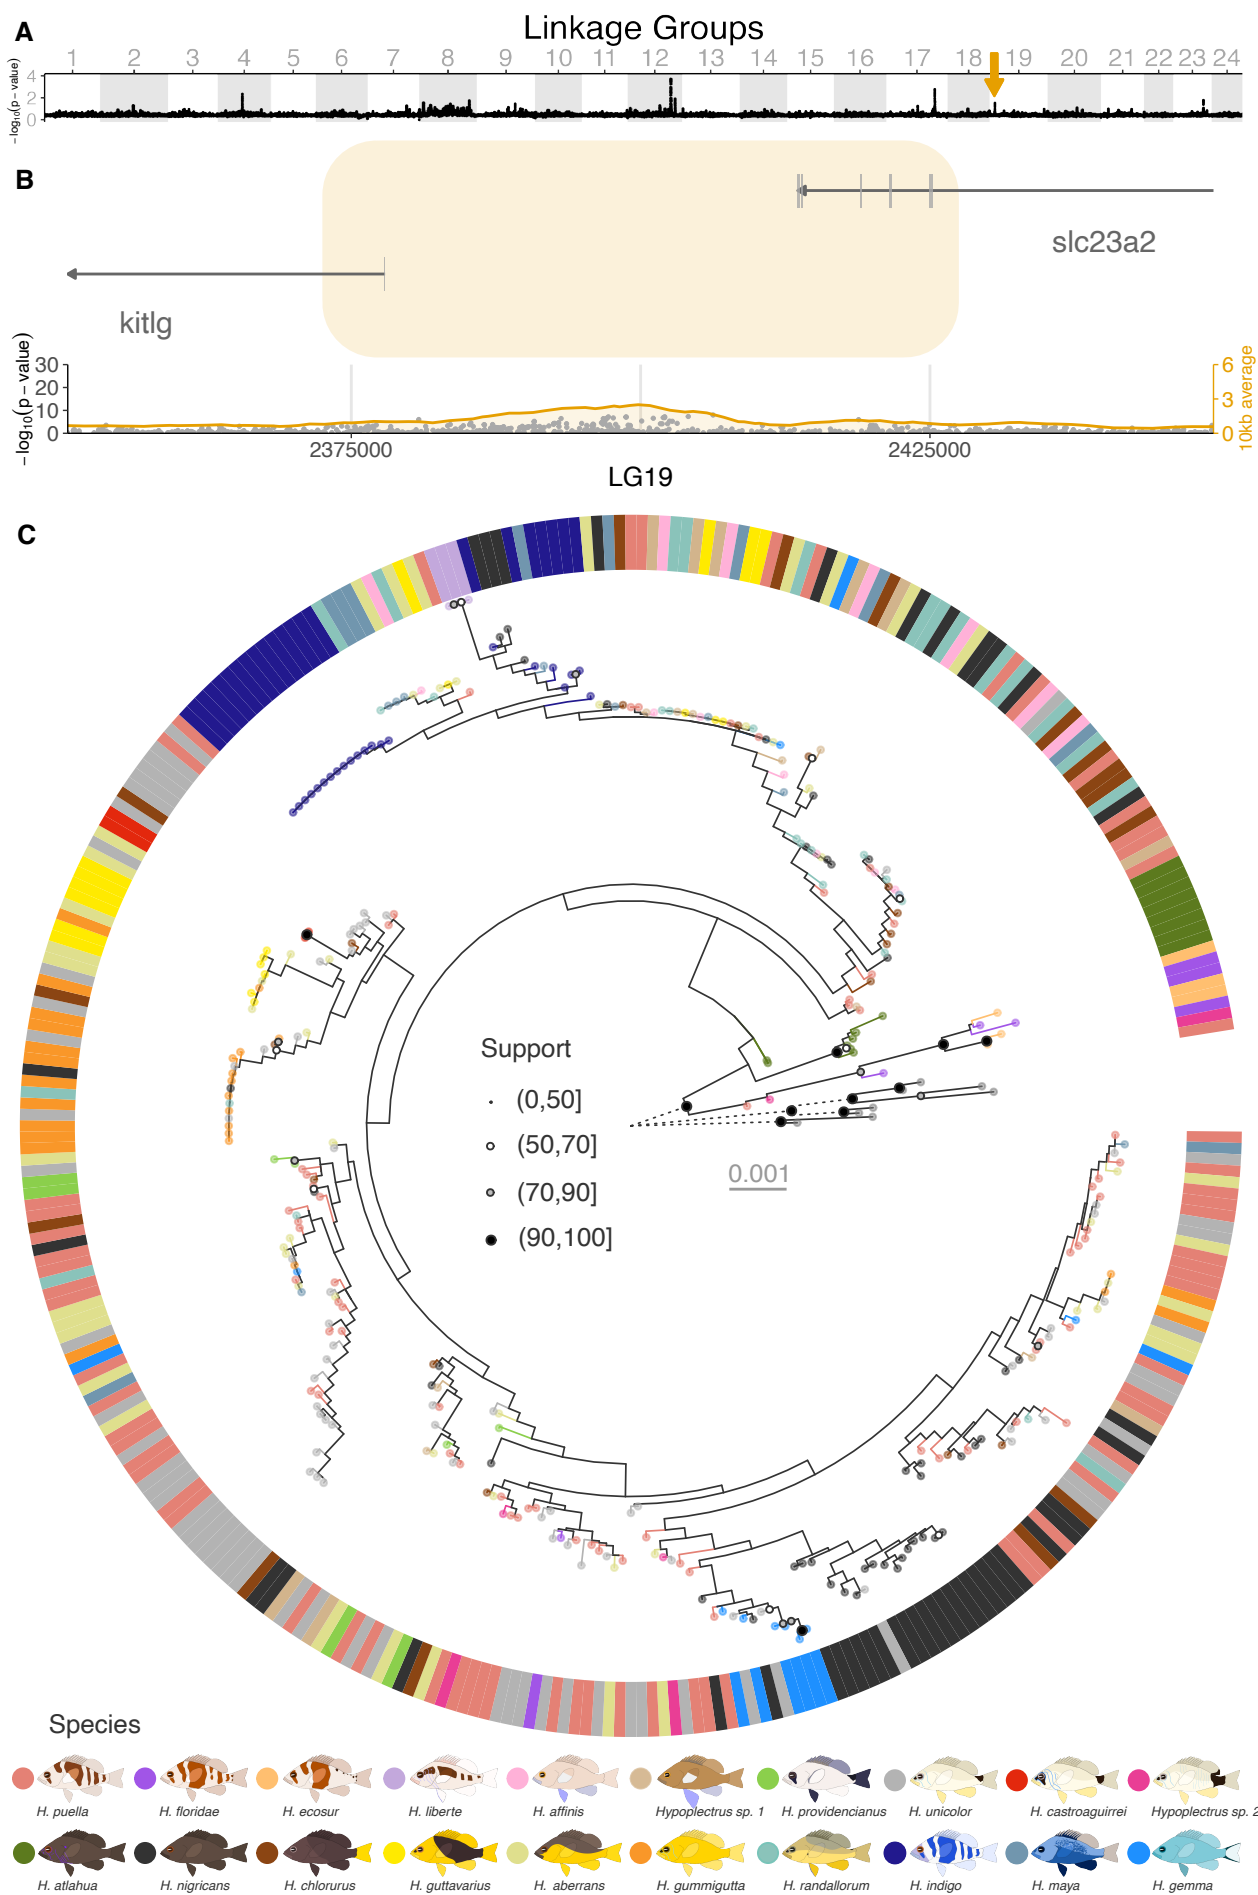 A
Linkage Groups
1 2 3 4 5 6 7 8 9 10 11 12 13 14 15 16 17 18 19 20 21 22 23 24
−log10(p − value)
4
2
0
B
slc23a2
kitlg
−log10(p − value)
30
20
10
0
6
3
0
10kb average
2375000 2425000
LG19
C
Support
(0,50]
(50,70]
(70,90]
(90,100]
0.001
Species
H. puella H. floridae H. ecosur H. liberte H. affinis Hypoplectrus sp. 1 H. providencianus H. unicolor H. castroaguirrei Hypoplectrus sp. 2
H. atlahua H. nigricans H. chlorurus H. guttavarius H. aberrans H. gummigutta H. randallorum H. indigo H. maya H. gemma